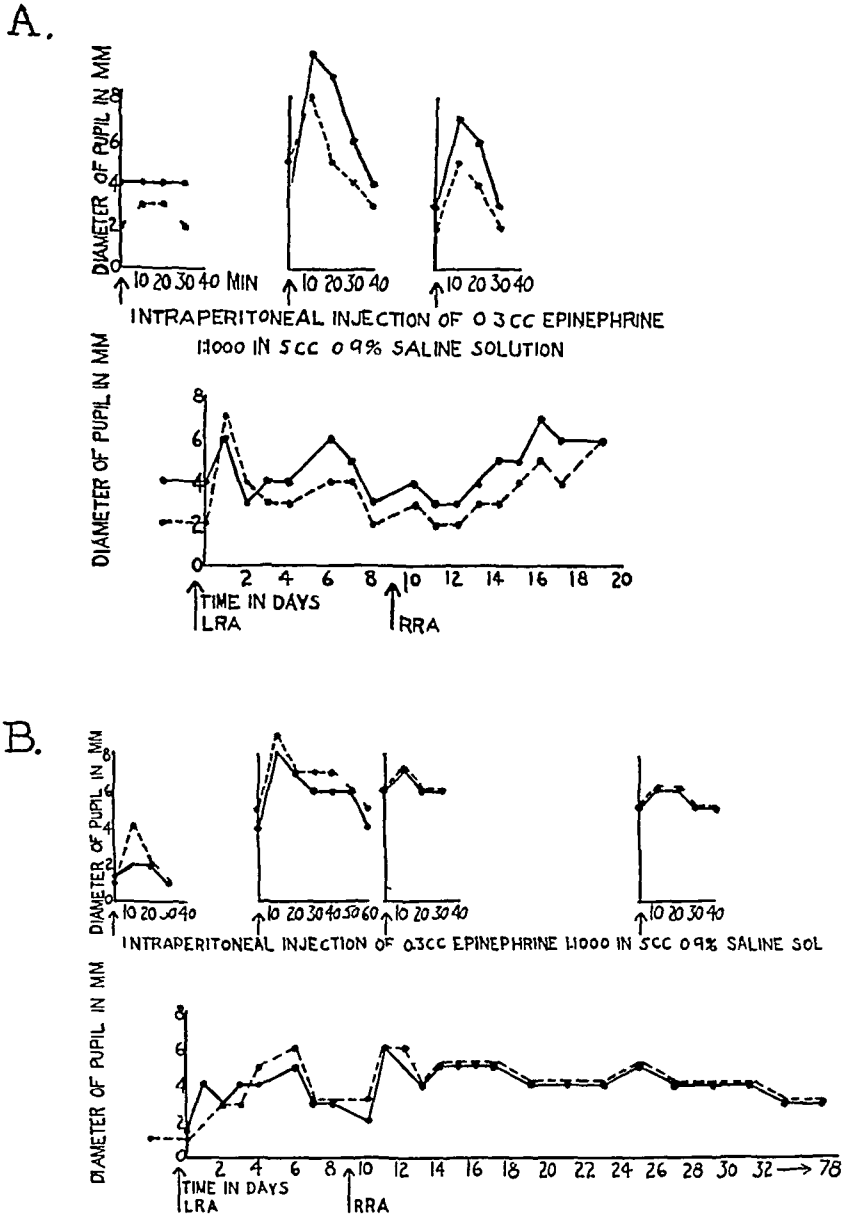 A.
DIAMETER OF PUPIL IN MM
8
6
4
2
0
10 20 30 40 MIN
10 20 30 40
10 20 30 40
INTRAPERITONEAL INJECTION OF 0 3 CC EPINEPHRINE
1:1000 IN 5 CC 0 9% SALINE SOLUTION
DIAMETER OF PUPIL IN MM
8
6
4
2
0
2 4 6 8 10 12 14 16 18 20
TIME IN DAYS
LRA
RRA
B.
DIAMETER OF PUPIL IN MM
8
6
4
2
0
10 20 30 40
10 20 30 40 50 60
10 20 30 40
10 20 30 40
INTRAPERITONEAL INJECTION OF 0.3CC EPINEPHRINE 1:1000 IN 5CC 0 9% SALINE SOL
DIAMETER OF PUPIL IN MM
8
6
4
2
0
2 4 6 8 10 12 14 16 18 20 22 24 26 28 30 32 → 78
TIME IN DAYS
LRA
RRA